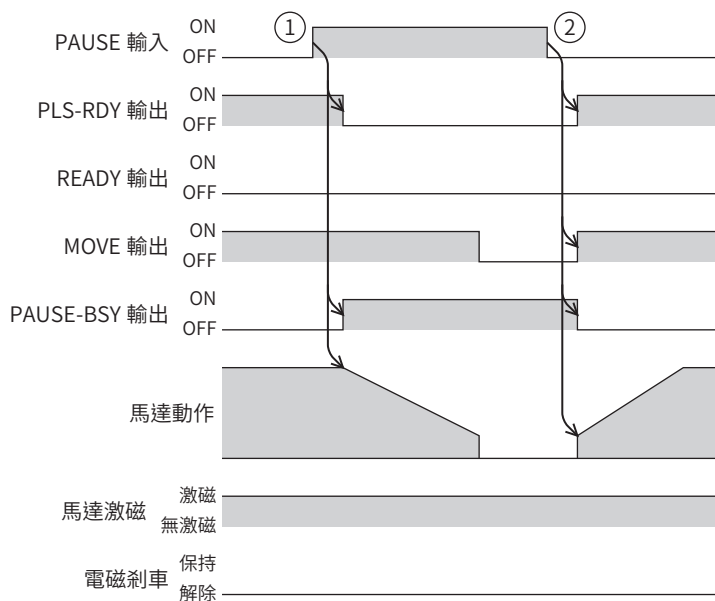 ① ②
PAUSE 輸入 ON
OFF
PLS-RDY 輸出 ON
OFF
READY 輸出 ON
OFF
MOVE 輸出 ON
OFF
PAUSE-BSY 輸出 ON
OFF
馬達動作
馬達激磁 激磁
無激磁
電磁剎車 保持
解除